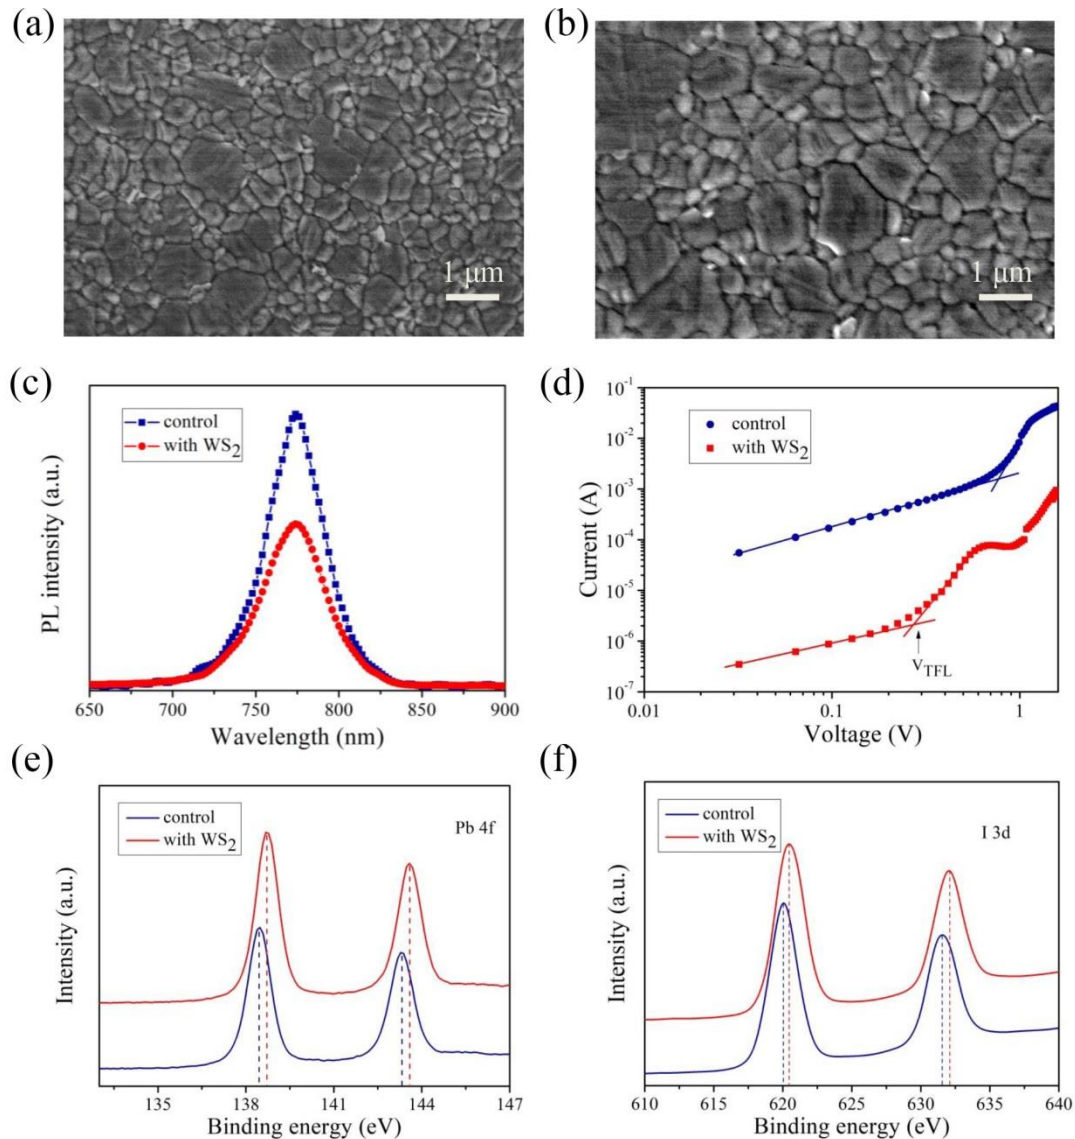 (a)
1 μm
(b)
1 μm
(c)
control
with WS2
PL intensity (a.u.)
650 700 750 800 850 900
Wavelength (nm)
(d)
control
with WS2
Current (A)
10-1
10-2
10-3
10-4
10-5
10-6
10-7
VTFL
0.01 0.1 1
Voltage (V)
(e)
control
with WS2
Pb 4f
Intensity (a.u.)
135 138 141 144 147
Binding energy (eV)
(f)
control
with WS2
I 3d
Intensity (a.u.)
610 615 620 625 630 635 640
Binding energy (eV)